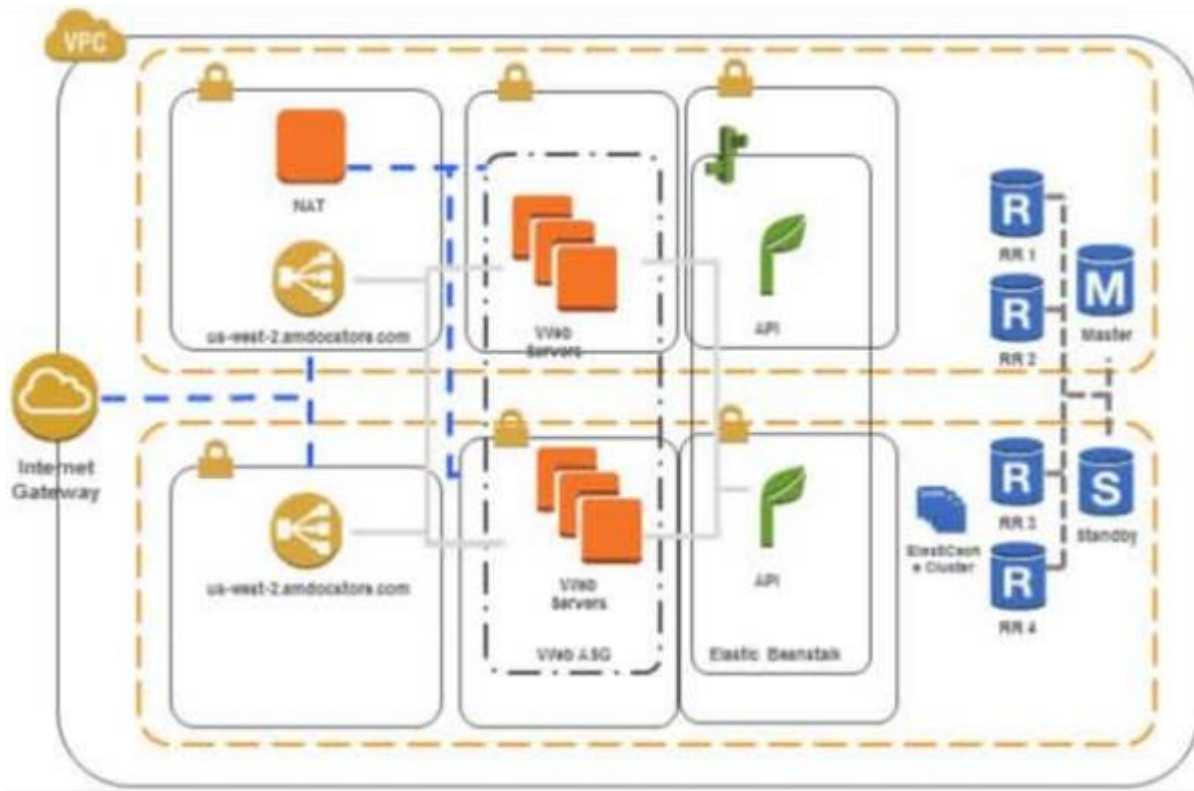 VPC
NAT
us-west-2.amdocstore.com
Web
Servers
API
R
RR 1
R
RR 2
M
Master
Internet
Gateway
us-west-2.amdocstore.com
Web
Servers
Web ASG
API
Elastic Beanstalk
ElastiCach
e Cluster
R
RR 3
R
RR 4
S
Standby